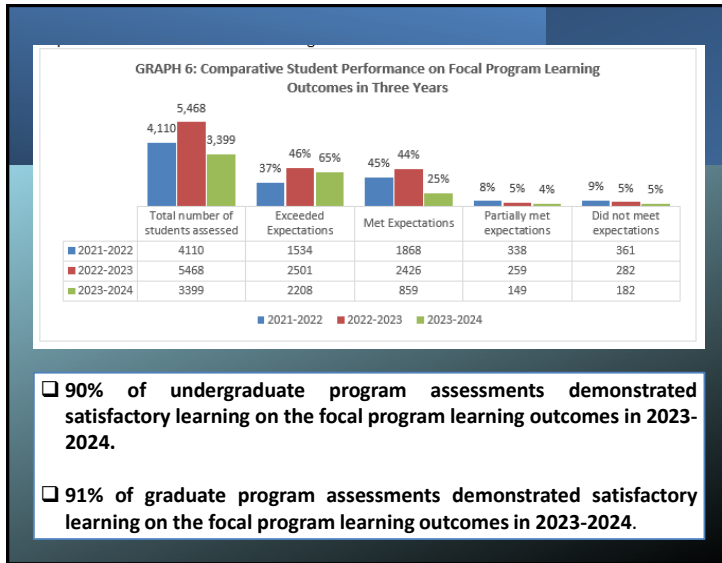 GRAPH 6: Comparative Student Performance on Focal Program Learning
Outcomes in Three Years
5,468
4,110
3,399
37% 46% 65%
45% 44%
25%
8% 5% 4%
9% 5% 5%
Total number of students assessed Exceeded Expectations Met Expectations Partially met expectations Did not meet expectations
2021-2022 4110 1534 1868 338 361
2022-2023 5468 2501 2426 259 282
2023-2024 3399 2208 859 149 182
2021-2022 2022-2023 2023-2024
❑ 90% of undergraduate program assessments demonstrated
satisfactory learning on the focal program learning outcomes in 2023-
2024.
❑ 91% of graduate program assessments demonstrated satisfactory
learning on the focal program learning outcomes in 2023-2024.